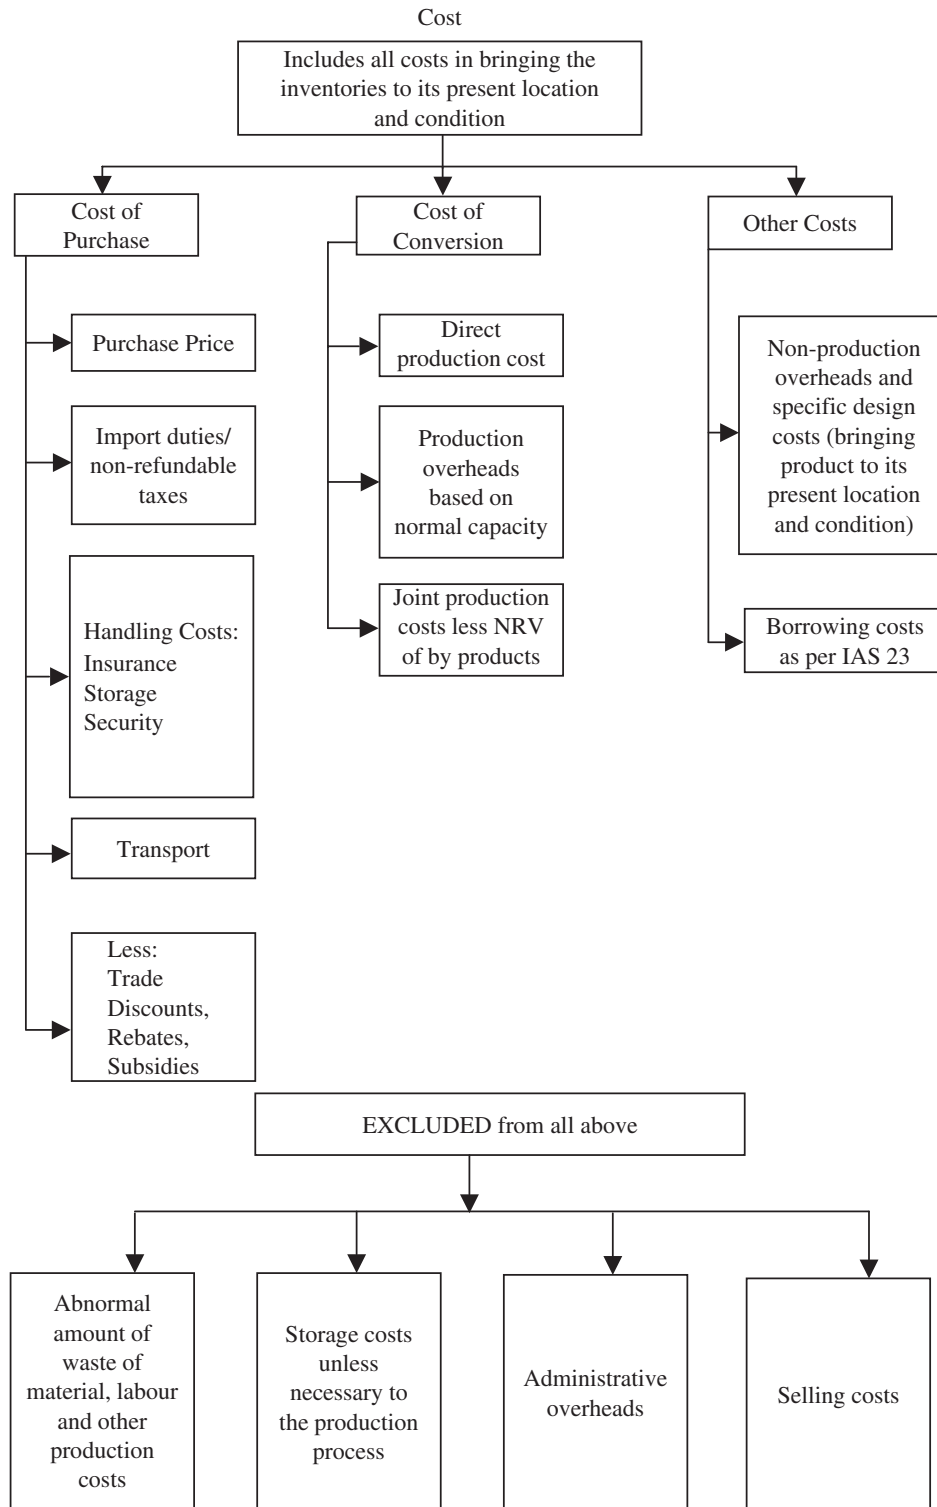 Cost
Includes all costs in bringing the
inventories to its present location
and condition
Cost of
Purchase
Cost of
Conversion
Other Costs
Purchase Price
Import duties/
non-refundable
taxes
Handling Costs:
Insurance
Storage
Security
Transport
Less:
Trade
Discounts,
Rebates,
Subsidies
Direct
production cost
Production
overheads
based on
normal capacity
Joint production
costs less NRV
of by products
Non-production
overheads and
specific design
costs (bringing
product to its
present location
and condition)
Borrowing costs
as per IAS 23
EXCLUDED from all above
Abnormal
amount of
waste of
material, labour
and other
production
costs
Storage costs
unless
necessary to
the production
process
Administrative
overheads
Selling costs